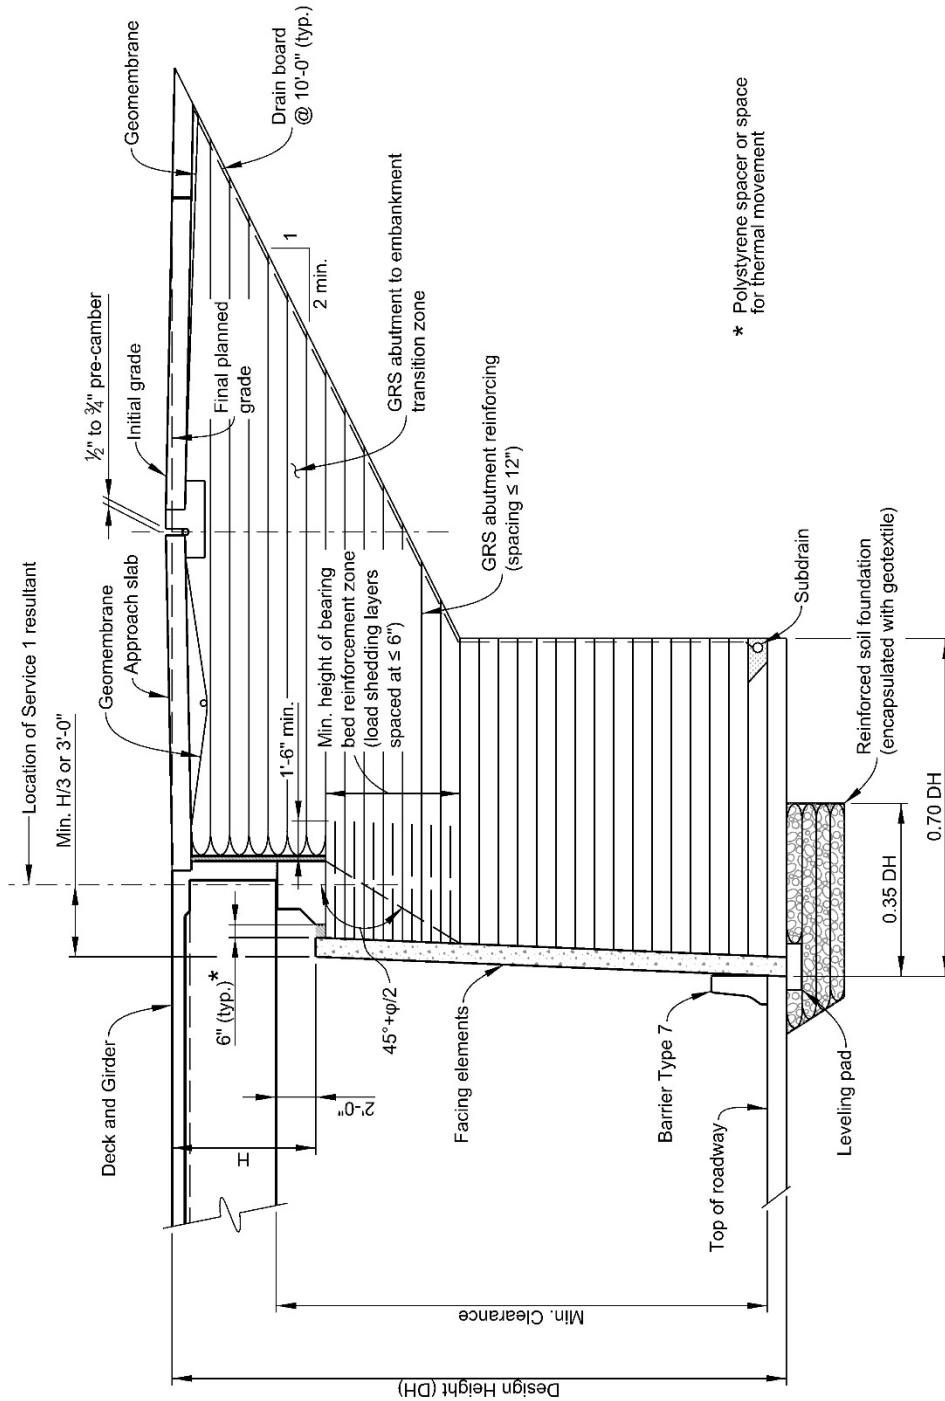 Location of Service 1 resultant
Min. H/3 or 3'-0"
½" to ¾" pre-camber
Deck and Girder
Geomembrane
Approach slab
Initial grade
Geomembrane
6" (typ.)*
H
2'-0"
45°+φ/2
1'-6" min.
Min. height of bearing
bed reinforcement zone
(load shedding layers
spaced at ≤ 6")
Final planned
grade
Drain board
@ 10'-0" (typ.)
1
2 min.
GRS abutment to embankment
transition zone
GRS abutment reinforcing
(spacing ≤ 12")
Facing elements
Min. Clearance
Design Height (DH)
Barrier Type 7
Top of roadway
Leveling pad
Subdrain
Reinforced soil foundation
(encapsulated with geotextile)
0.35 DH
0.70 DH
* Polystyrene spacer or space
for thermal movement